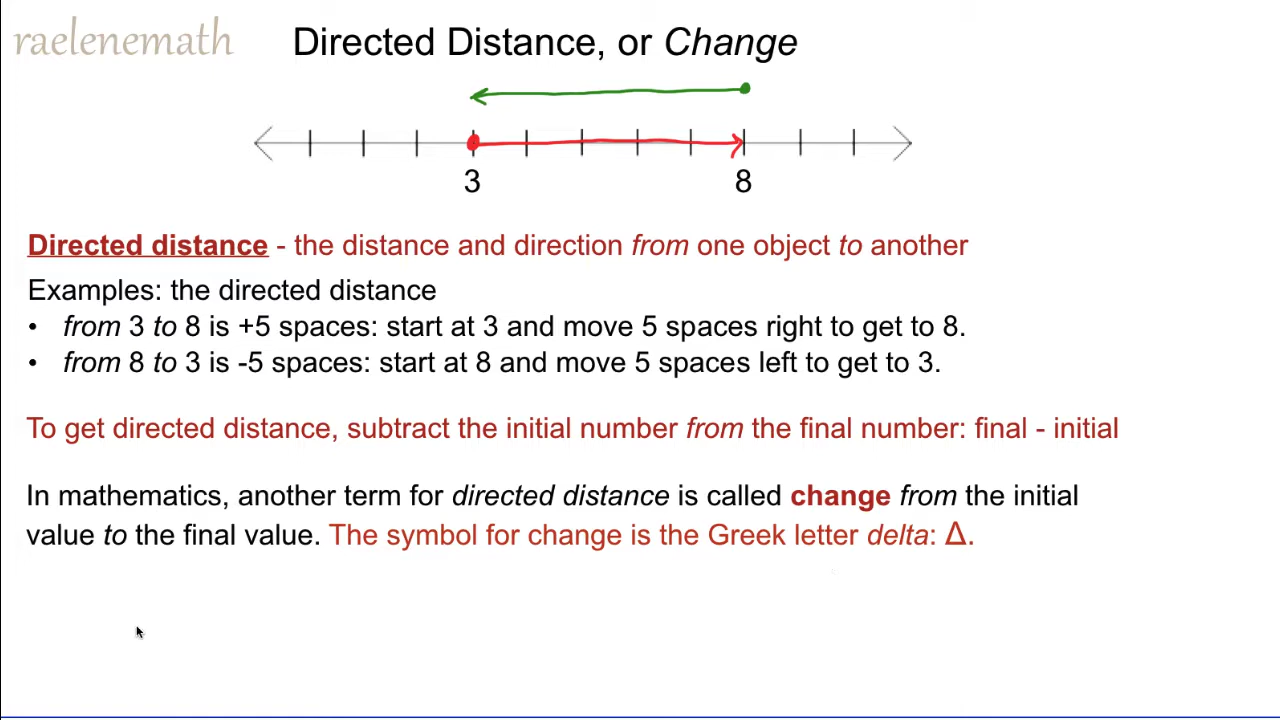 raelenemath
Directed Distance, or Change
3 8
Directed distance - the distance and direction from one object to another
Examples: the directed distance
• from 3 to 8 is +5 spaces: start at 3 and move 5 spaces right to get to 8.
• from 8 to 3 is -5 spaces: start at 8 and move 5 spaces left to get to 3.
To get directed distance, subtract the initial number from the final number: final - initial
In mathematics, another term for directed distance is called change from the initial
value to the final value. The symbol for change is the Greek letter delta: Δ.